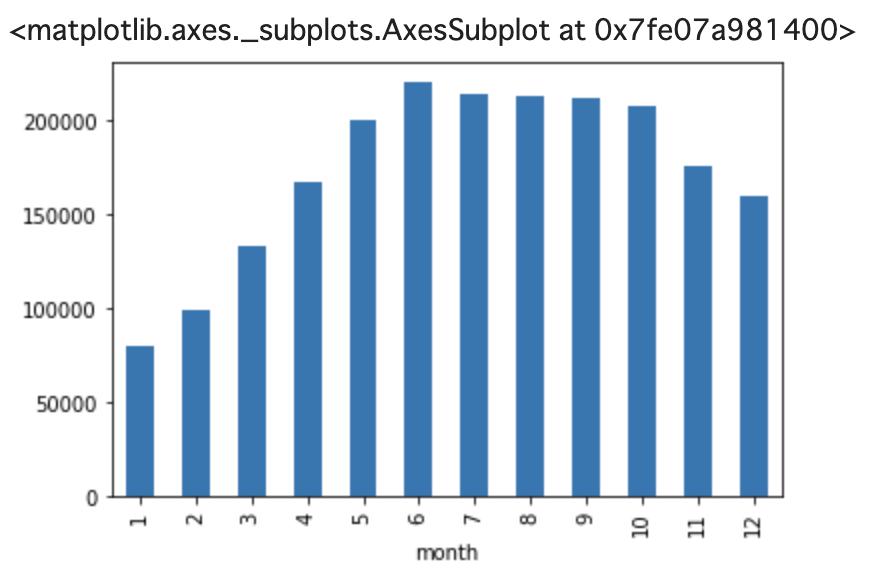 <matplotlib.axes._subplots.AxesSubplot at 0x7fe07a981400>
200000
150000
100000
50000
0
1 2 3 4 5 6 7 8 9 10 11 12
month